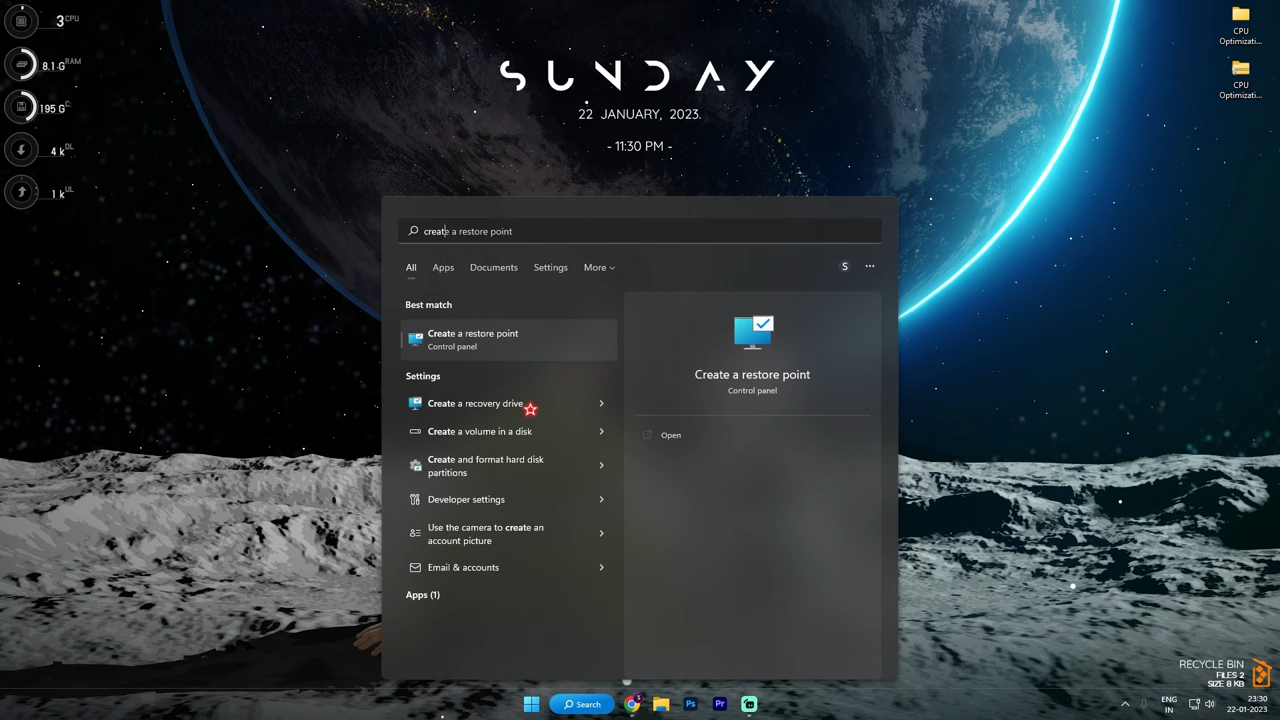 3 CPU
8.1 G RAM
195 G C:
4 k DL
1 k UL
SUNDAY
22 JANUARY, 2023.
- 11:30 PM -
CPU
Optimizati...
CPU
Optimizati...
create a restore point
All Apps Documents Settings More
S ...
Best match
Create a restore point
Control panel
Settings
Create a recovery drive
Create a volume in a disk
Create and format hard disk
partitions
Developer settings
Use the camera to create an
account picture
Email & accounts
Apps (1)
Create a restore point
Control panel
Open
RECYCLE BIN
FILES 2
SIZE 8 KB
Search
Ps
Pr
ENG
IN
23:30
22-01-2023